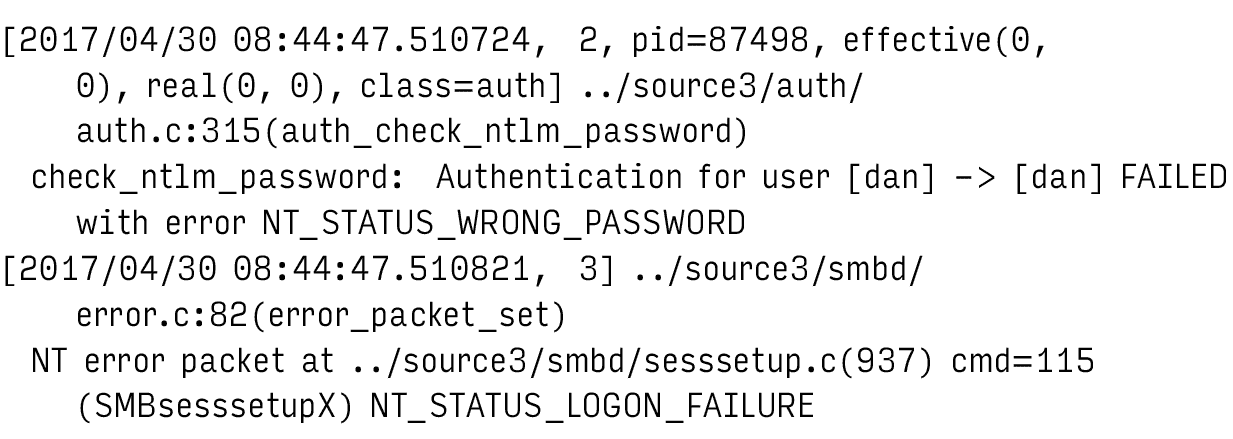 [2017/04/30 08:44:47.510724,  2, pid=87498, effective(0,
0), real(0, 0), class=auth] ../source3/auth/
auth.c:315(auth_check_ntlm_password)
check_ntlm_password:  Authentication for user [dan] -> [dan] FAILED
with error NT_STATUS_WRONG_PASSWORD
[2017/04/30 08:44:47.510821,  3] ../source3/smbd/
error.c:82(error_packet_set)
NT error packet at ../source3/smbd/sesssetup.c(937) cmd=115
(SMBsesssetupX) NT_STATUS_LOGON_FAILURE